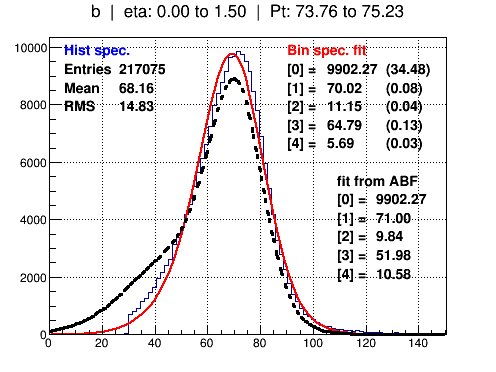 b | eta: 0.00 to 1.50 | Pt: 73.76 to 75.23
Hist spec.
Entries 217075
Mean 68.16
RMS 14.83
Bin spec. fit
[0] = 9902.27 (34.48)
[1] = 70.02 (0.08)
[2] = 11.15 (0.04)
[3] = 64.79 (0.13)
[4] = 5.69 (0.03)
fit from ABF
[0] = 9902.27
[1] = 71.00
[2] = 9.84
[3] = 51.98
[4] = 10.58
10000
8000
6000
4000
2000
0
0 20 40 60 80 100 120 140